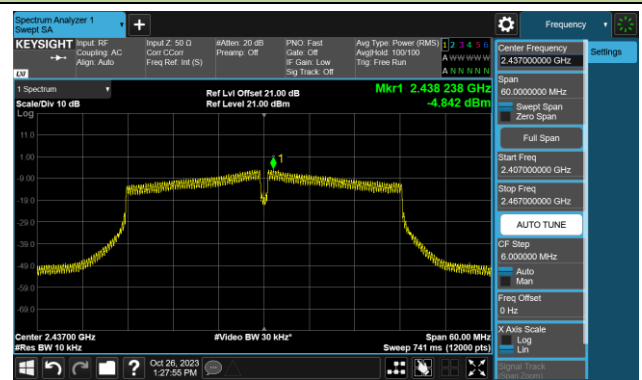 Spectrum Analyzer 1
Swept SA
Frequency
KEYSIGHT
Input: RF
Coupling: AC
Align: Auto
Input Z: 50 Ω
Corr CCorr
Freq Ref: Int (S)
#Atten: 20 dB
Preamp: Off
PNO: Fast
Gate: Off
IF Gain: Low
Sig Track: Off
Avg Type: Power (RMS)
Avg|Hold: 100/100
Trig: Free Run
1 2 3 4 5 6
A W W W W W
A N N N N N
LXI
1 Spectrum
Scale/Div 10 dB
Log
Ref Lvl Offset 21.00 dB
Ref Level 21.00 dBm
Mkr1 2.438 238 GHz
-4.842 dBm
11.0
1.00
-9.00
-19.0
-29.0
-39.0
-49.0
-59.0
-69.0
1
Center 2.43700 GHz
#Res BW 10 kHz
#Video BW 30 kHz*
Span 60.00 MHz
Sweep 741 ms (12000 pts)
Oct 26, 2023
1:27:55 PM
Center Frequency
2.437000000 GHz
Settings
Span
60.0000000 MHz
Swept Span
Zero Span
Full Span
Start Freq
2.407000000 GHz
Stop Freq
2.467000000 GHz
AUTO TUNE
CF Step
6.000000 MHz
Auto
Man
Freq Offset
0 Hz
X Axis Scale
Log
Lin
Signal Track
(Span Zoom)